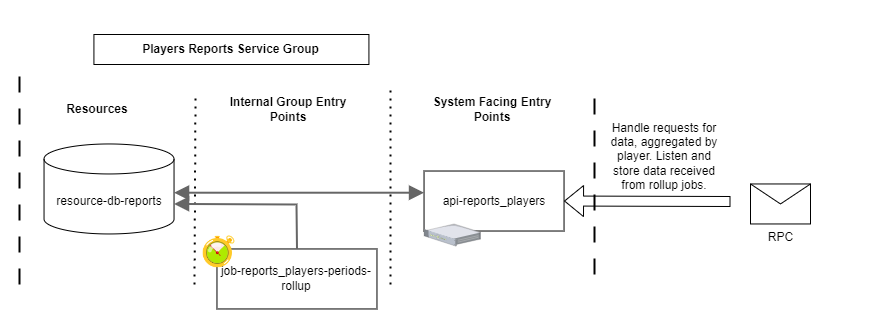 Players Reports Service Group
Resources
Internal Group Entry
Points
System Facing Entry
Points
Handle requests for
data, aggregated by
player. Listen and
store data received
from rollup jobs.
resource-db-reports
api-reports_players
RPC
job-reports_players-periods-
rollup